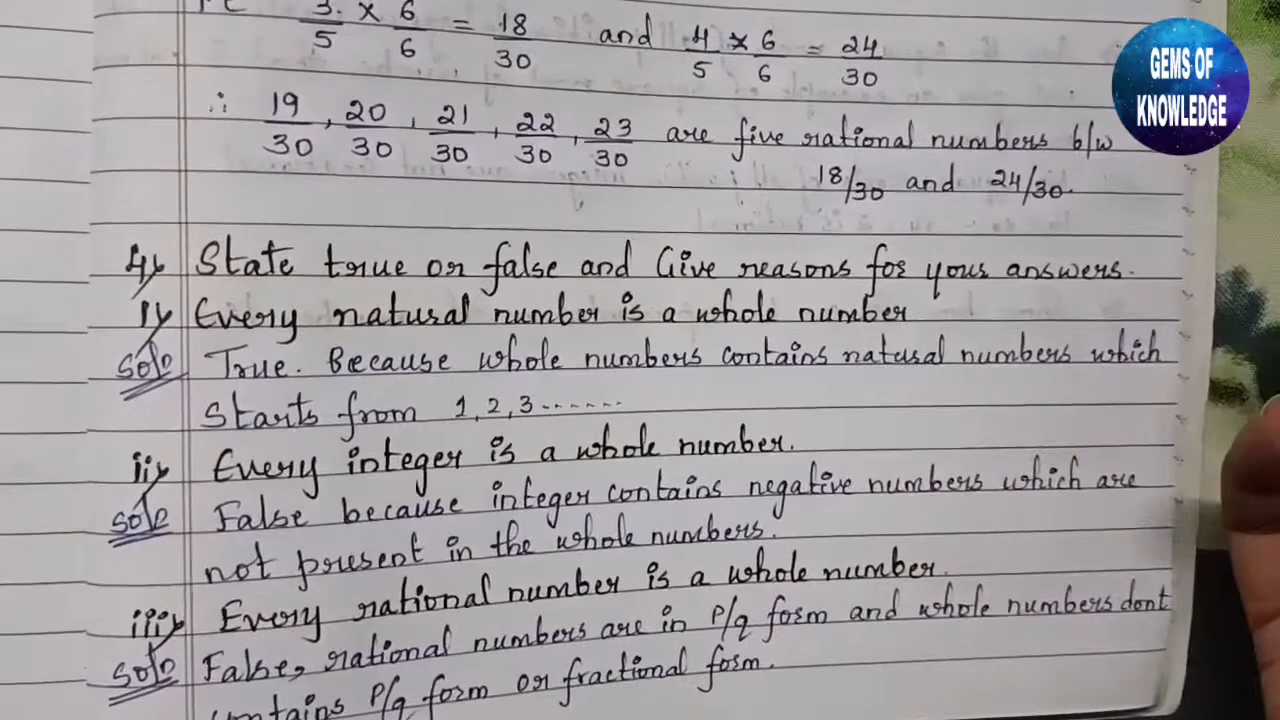 3/5 × 6/6 = 18/30 and 4/5 × 6/6 = 24/30
∴ 19/30, 20/30, 21/30, 22/30, 23/30 are five rational numbers b/w
18/30 and 24/30.
4) State true or false and Give reasons for your answers.
i) Every natural number is a whole number
Solo True. Because whole numbers contains natural numbers which
Starts from 1, 2, 3 ......
ii) Every integer is a whole number.
Solo False because integer contains negative numbers which are
not present in the whole numbers.
iii) Every rational number is a whole number.
Solo False, rational numbers are in P/q form and whole numbers dont
contains P/q form or fractional form.
GEMS OF
KNOWLEDGE